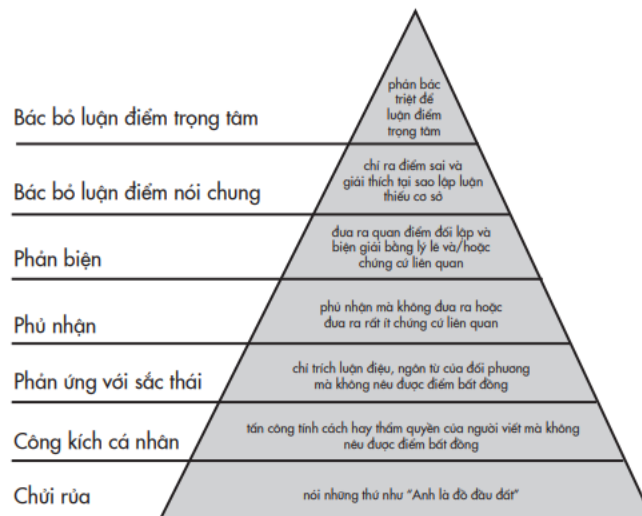 phản bác
triệt để
luận điểm
trọng tâm
Bác bỏ luận điểm trọng tâm
chỉ ra điểm sai và
giải thích tại sao lập luận
thiếu cơ sở
Bác bỏ luận điểm nói chung
đưa ra quan điểm đối lập và
biện giải bằng lý lẽ và/hoặc
chứng cứ liên quan
Phản biện
phủ nhận mà không đưa ra hoặc
đưa ra rất ít chứng cứ liên quan
Phủ nhận
chỉ trích luận điệu, ngôn từ của đối phương
mà không nêu được điểm bất đồng
Phản ứng với sắc thái
tấn công tính cách hay thẩm quyền của người viết mà không
nêu được điểm bất đồng
Công kích cá nhân
nói những thứ như "Anh là đồ đầu đất"
Chửi rủa